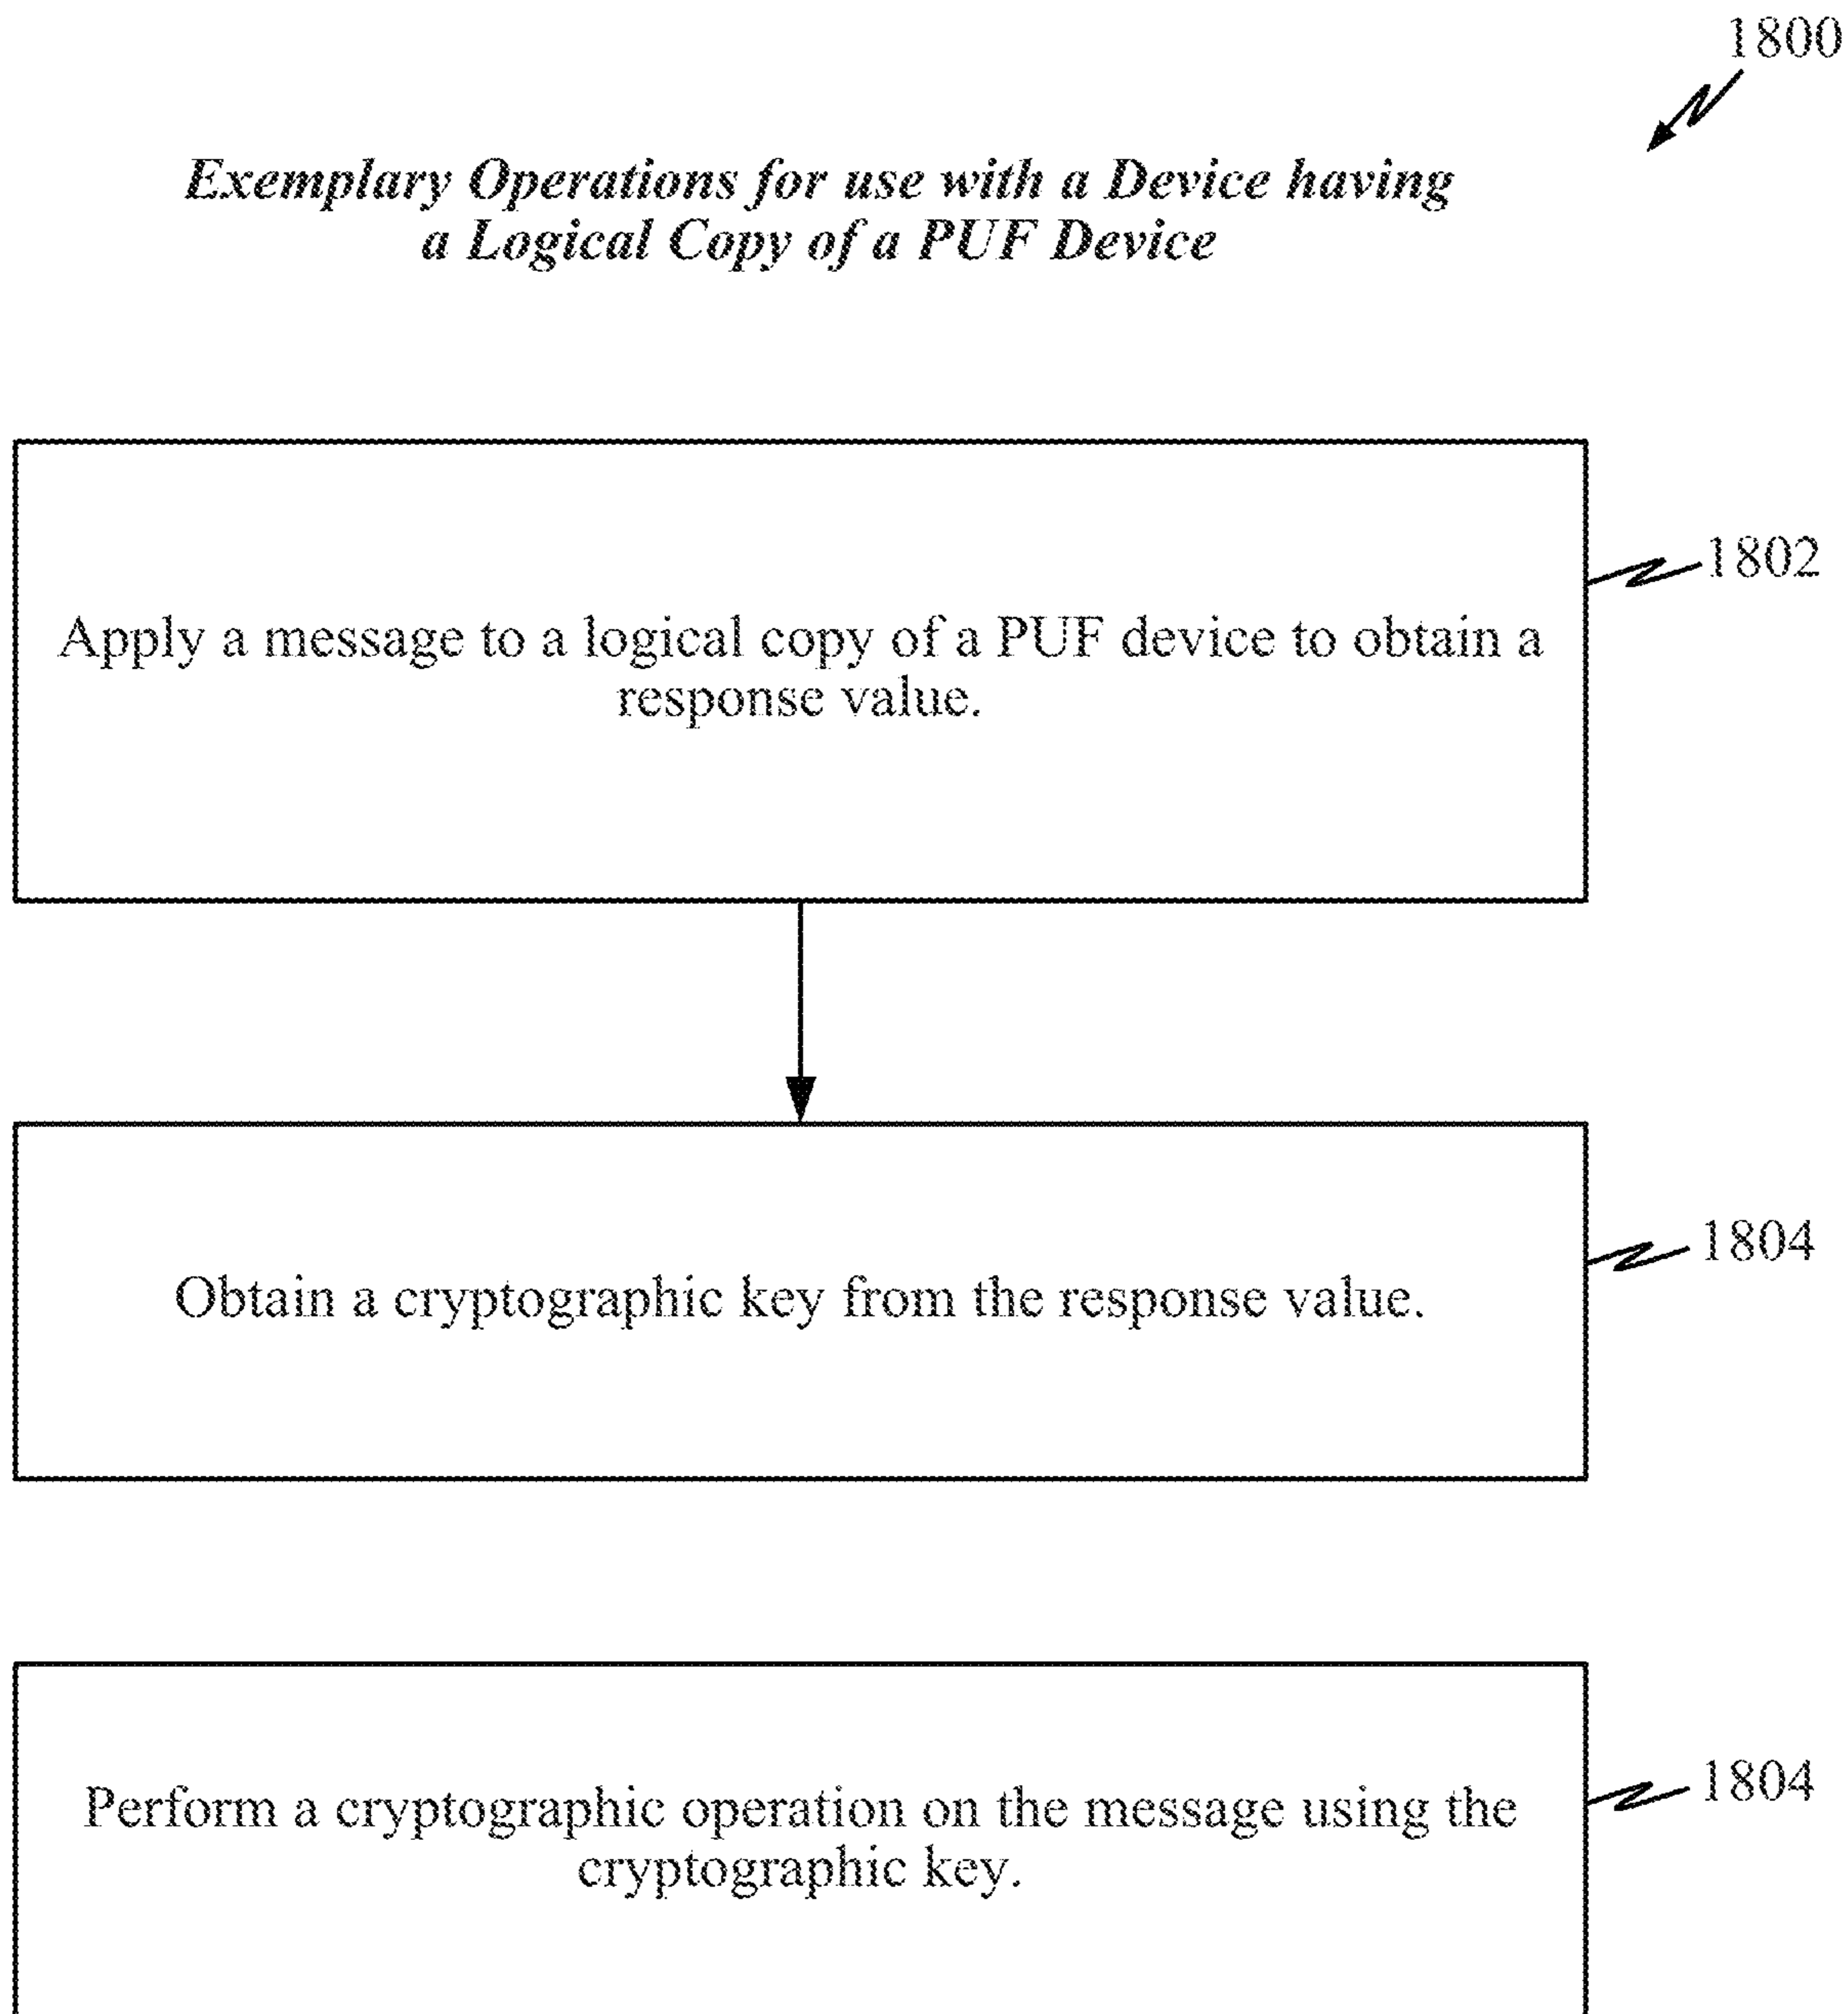 1800
Exemplary Operations for use with a Device having
a Logical Copy of a PUF Device
1802
Apply a message to a logical copy of a PUF device to obtain a
response value.
1804
Obtain a cryptographic key from the response value.
1804
Perform a cryptographic operation on the message using the
cryptographic key.